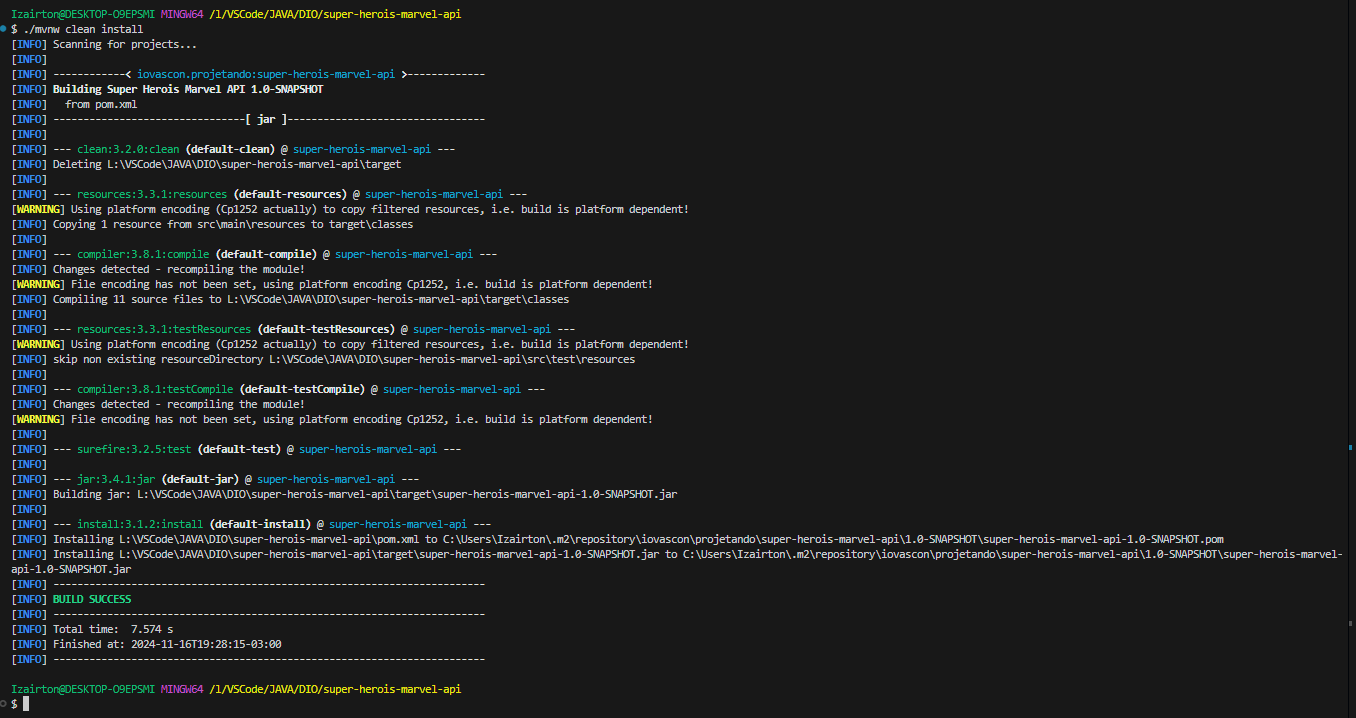 Izairton@DESKTOP-O9EPSMI MINGW64 /l/VSCode/JAVA/DIO/super-herois-marvel-api
$ ./mvnw clean install
[INFO] Scanning for projects...
[INFO]
[INFO] ------------< iovascon.projetando:super-herois-marvel-api >-------------
[INFO] Building Super Herois Marvel API 1.0-SNAPSHOT
[INFO]   from pom.xml
[INFO] --------------------------------[ jar ]---------------------------------
[INFO]
[INFO] --- clean:3.2.0:clean (default-clean) @ super-herois-marvel-api ---
[INFO] Deleting L:\VSCode\JAVA\DIO\super-herois-marvel-api\target
[INFO]
[INFO] --- resources:3.3.1:resources (default-resources) @ super-herois-marvel-api ---
[WARNING] Using platform encoding (Cp1252 actually) to copy filtered resources, i.e. build is platform dependent!
[INFO] Copying 1 resource from src\main\resources to target\classes
[INFO]
[INFO] --- compiler:3.8.1:compile (default-compile) @ super-herois-marvel-api ---
[INFO] Changes detected - recompiling the module!
[WARNING] File encoding has not been set, using platform encoding Cp1252, i.e. build is platform dependent!
[INFO] Compiling 11 source files to L:\VSCode\JAVA\DIO\super-herois-marvel-api\target\classes
[INFO]
[INFO] --- resources:3.3.1:testResources (default-testResources) @ super-herois-marvel-api ---
[WARNING] Using platform encoding (Cp1252 actually) to copy filtered resources, i.e. build is platform dependent!
[INFO] skip non existing resourceDirectory L:\VSCode\JAVA\DIO\super-herois-marvel-api\src\test\resources
[INFO]
[INFO] --- compiler:3.8.1:testCompile (default-testCompile) @ super-herois-marvel-api ---
[INFO] Changes detected - recompiling the module!
[WARNING] File encoding has not been set, using platform encoding Cp1252, i.e. build is platform dependent!
[INFO]
[INFO] --- surefire:3.2.5:test (default-test) @ super-herois-marvel-api ---
[INFO]
[INFO] --- jar:3.4.1:jar (default-jar) @ super-herois-marvel-api ---
[INFO] Building jar: L:\VSCode\JAVA\DIO\super-herois-marvel-api\target\super-herois-marvel-api-1.0-SNAPSHOT.jar
[INFO]
[INFO] --- install:3.1.2:install (default-install) @ super-herois-marvel-api ---
[INFO] Installing L:\VSCode\JAVA\DIO\super-herois-marvel-api\pom.xml to C:\Users\Izairton\.m2\repository\iovascon\projetando\super-herois-marvel-api\1.0-SNAPSHOT\super-herois-marvel-api-1.0-SNAPSHOT.pom
[INFO] Installing L:\VSCode\JAVA\DIO\super-herois-marvel-api\target\super-herois-marvel-api-1.0-SNAPSHOT.jar to C:\Users\Izairton\.m2\repository\iovascon\projetando\super-herois-marvel-api\1.0-SNAPSHOT\super-herois-marvel-
api-1.0-SNAPSHOT.jar
[INFO] ------------------------------------------------------------------------
[INFO] BUILD SUCCESS
[INFO] ------------------------------------------------------------------------
[INFO] Total time:  7.574 s
[INFO] Finished at: 2024-11-16T19:28:15-03:00
[INFO] ------------------------------------------------------------------------
Izairton@DESKTOP-O9EPSMI MINGW64 /l/VSCode/JAVA/DIO/super-herois-marvel-api
$